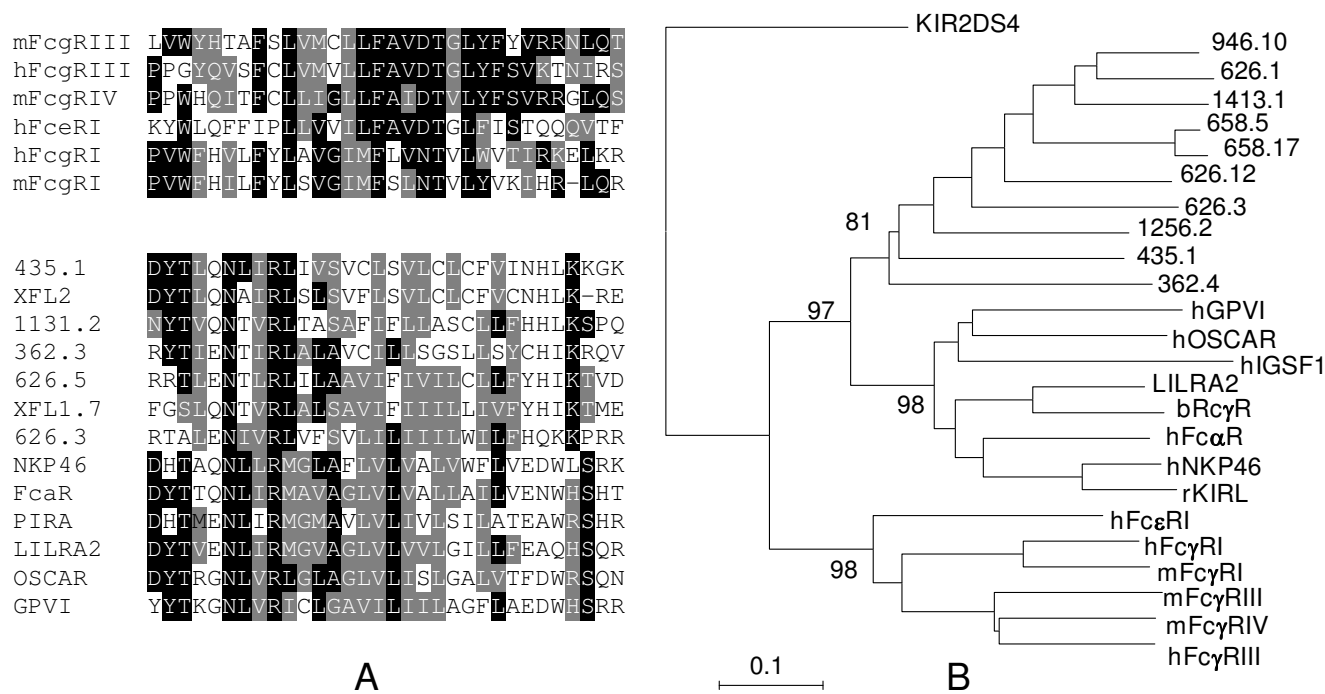 mFcgRIII LVWYHTAFSLVMCLLFAVDTGLYFYVRRNLQT
hFcgRIII PPGYQVSFCLVMVLLFAVDTGLYFSVKTNIRS
mFcgRIV PPWHQITFCLLIGLLFAIDTVLYFSVRRGLQS
hFceRI KYWLQFFIPLLVVILFAVDTGLFISTQQQVTF
hFcgRI PVWFHVLFYLAVGIMFLVNTVLWVTIRKELKR
mFcgRI PVWFHILFYLSVGIMFSLNTVLYVKIHR-LQR
435.1 DYTLQNLIRLIVSVCLSVLCLCFVINHLKKGK
XFL2 DYTLQNAIRLSLSVFLSVLCLCFVCNHLK-RE
1131.2 NYTVQNTVRLTASAFIFLLASCLLFHHLKSPQ
362.3 RYTIENTIRLALAVCILLSGSLLSYCHIKRQV
626.5 RRTLENTLRLILAAVIFIVILCLLFYHIKTVD
XFL1.7 FGSLQNTVRLALSAVIFIIILLIVFYHIKTME
626.3 RTALENIVRLVFSVLILIIILWILFHQKKPRR
NKP46 DHTAQNLLRMGLAFLVLVALVWFLVEDWLSRK
FcaR DYTTQNLIRMAVAGLVLVALLAILVENWHSHT
PIRA DHTMENLIRMGMAVLVLIVLSILATEAWRSHR
LILRA2 DYTVENLIRMGVAGLVLVVLGILLFEAQHSQR
OSCAR DYTRGNLVRLGLAGLVLISLGALVTFDWRSQN
GPVI YYTKGNLVRICLGAVILIILAGFLAEDWHSRR
A
KIR2DS4
946.10
626.1
1413.1
658.5
658.17
626.12
626.3
1256.2
81
435.1
362.4
97
hGPVI
hOSCAR
hIGSF1
LILRA2
98
bRcγR
hFcαR
hNKP46
rKIRL
hFcεRI
hFcγRI
98
mFcγRI
mFcγRIII
mFcγRIV
hFcγRIII
0.1
B